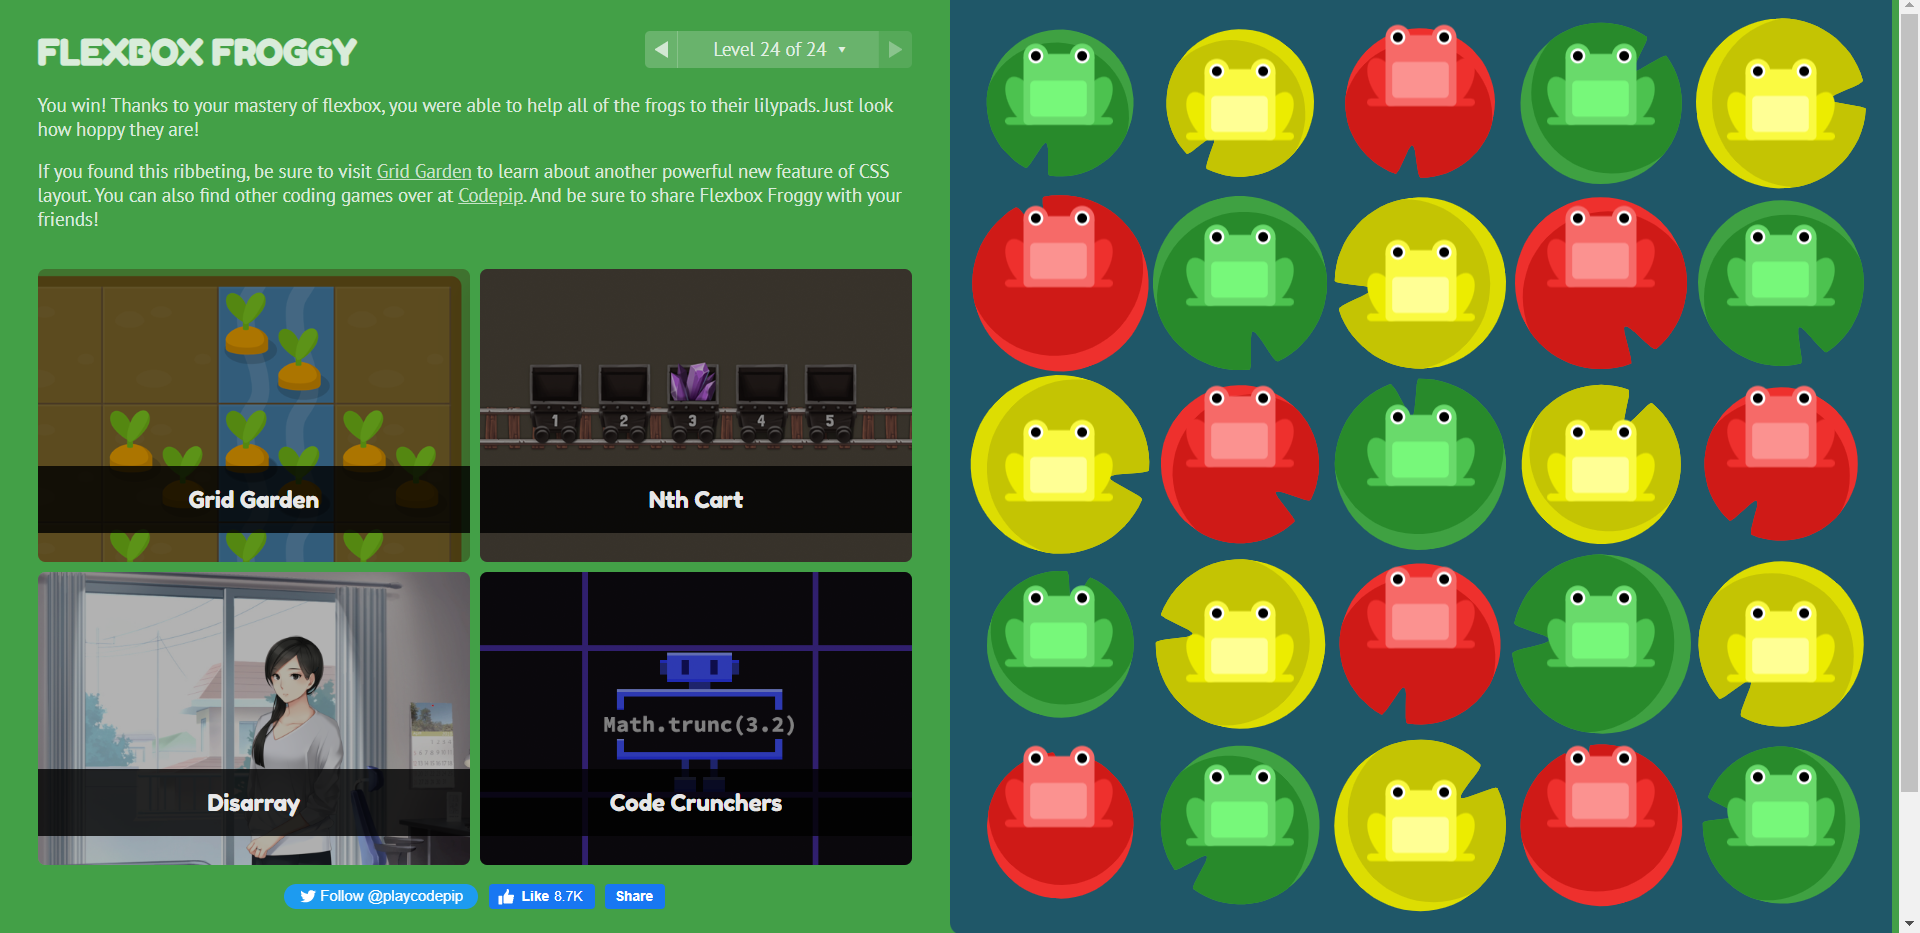 FLEXBOX FROGGY
Level 24 of 24
You win! Thanks to your mastery of flexbox, you were able to help all of the frogs to their lilypads. Just look
how hoppy they are!
If you found this ribbeting, be sure to visit Grid Garden to learn about another powerful new feature of CSS
layout. You can also find other coding games over at Codepip. And be sure to share Flexbox Froggy with your
friends!
Grid Garden
1 2 3 4 5
Nth Cart
Disarray
Math.trunc(3.2)
Code Crunchers
Follow @playcodepip
Like 8.7K
Share